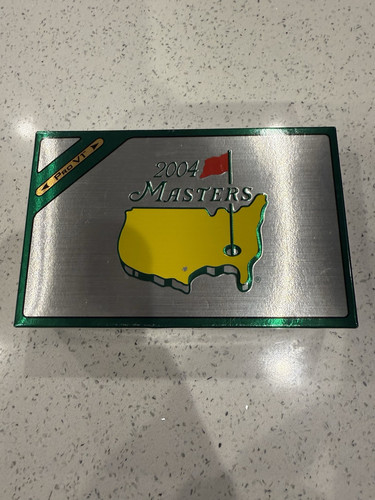 ◄ Pro V1 ►
2004
MASTERS